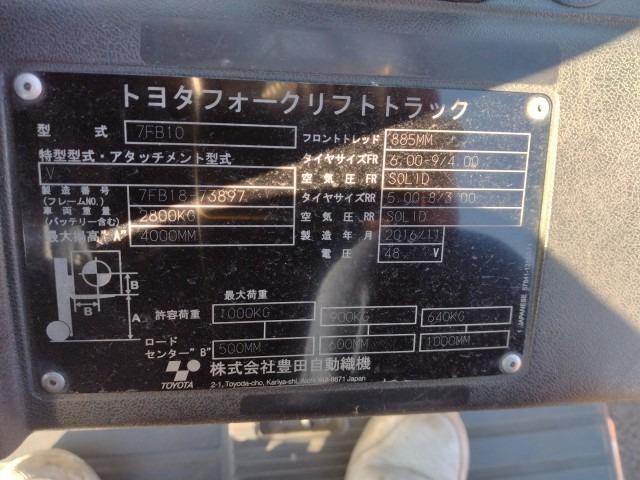 トヨタフォークリフトトラック
型式 7FB10
特型型式・アタッチメント型式
V
製造番号 (フレームNO.) 7FB18-73897
車両重量 (バッテリー含む) 2800KG
最大揚高"A" 4000MM
フロントトレッド 885MM
タイヤサイズFR 6.00-9/4.00
空気圧FR SOLID
タイヤサイズRR 5.00-8/3.00
空気圧RR SOLID
製造年月 2016/11
電圧 48 V
B
B A
最大荷重
許容荷重 1000KG 900KG 640KG
ロードセンター"B" 500MM 600MM 1000MM
TOYOTA 株式会社豊田自動織機
2-1, Toyoda-cho, Kariya-shi, Aichi 448-8671 Japan
JAPANESE